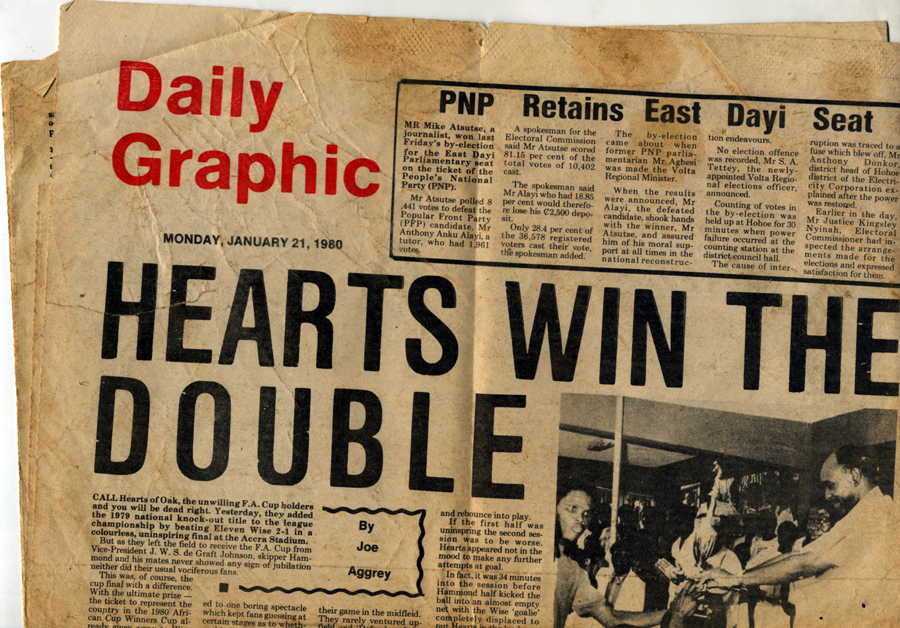 Daily
Graphic
MONDAY, JANUARY 21, 1980
PNP Retains East Dayi Seat
MR Mike Atsutse, a
journalist, won last
Friday's by-election
for the East Dayi
Parliamentary seat
on the ticket of the
People's National
Party (PNP).
Mr Atsutse polled 8
,441 votes to defeat the
Popular Front Party
(PFP) candidate, Mr
Anthony Anku Alayi, a
tutor, who had 1,961
votes.
A spokesman for the
Electoral Commission
said Mr Atsutse scored
81.15 per cent of the
total votes of 10,402
cast.
The spokesman said
Mr Alayi who had 18.85
per cent would therefo-
re lose his ₵2,500 depo-
sit.
Only 28.4 per cent of
the 36,578 registered
voters cast their vote,
the spokesman added.
The by-election
came about when
former PNP parlia-
mentarian Mr. Agbesi
was made the Volta
Regional Minister.
When the results
were announced, Mr
Alayi, the defeated
candidate, shook hands
with the winner, Mr
Atsutse, and assured
him of his moral sup-
port at all times in the
national reconstruc-
tion endeavours.
No election offence
was recorded, Mr S. A.
Tettey, the newly-
appointed Volta Regio-
nal elections officer,
announced.
Counting of votes in
the by-election was
held up at Hohoe for 30
minutes when power
failure occurred at the
counting station at the
district council hall.
The cause of inter-
ruption was traced to a
fuse which blew off, Mr
Anthony Donkor,
district head of Hohoe
district of the Electri-
city Corporation ex-
plained after the power
was restored.
Earlier in the day,
Mr Justice Kingsley
Nyinah, Electoral
Commissioner had in-
spected the arrange-
ments made for the
elections and expressed
satisfaction for them.
HEARTS WIN THE
DOUBLE
CALL Hearts of Oak, the unwilling F.A. Cup holders
and you will be dead right. Yesterday, they added
the 1979 national knock-out title to the league
championship by beating Eleven Wise 2-1 in a
colourless, uninspiring final at the Accra Stadium.
But as they left the field to receive the F.A. Cup from
Vice-President J. W. S. de Graft Johnson, skipper Ham-
mond and his mates never showed any sign of jubilation
neither did their usual vociferous fans.
This was, of course, the
cup final with a difference.
With the ultimate prize —
the ticket to represent the
country in the 1980 Afri-
can Cup Winners Cup al-
By
Joe
Aggrey
ed to one boring spectacle
which kept fans guessing at
certain stages as to wheth-
their game in the midfield.
They rarely ventured up-
and rebounce into play.
If the first half was
uninspiring the second ses-
sion was to be worse.
Hearts appeared not in the
mood to make any further
attempts at goal.
In fact, it was 34 minutes
into the session before
Hammond half kicked the
ball into an almost empty
net with the Wise 'goalie'
completely displaced to